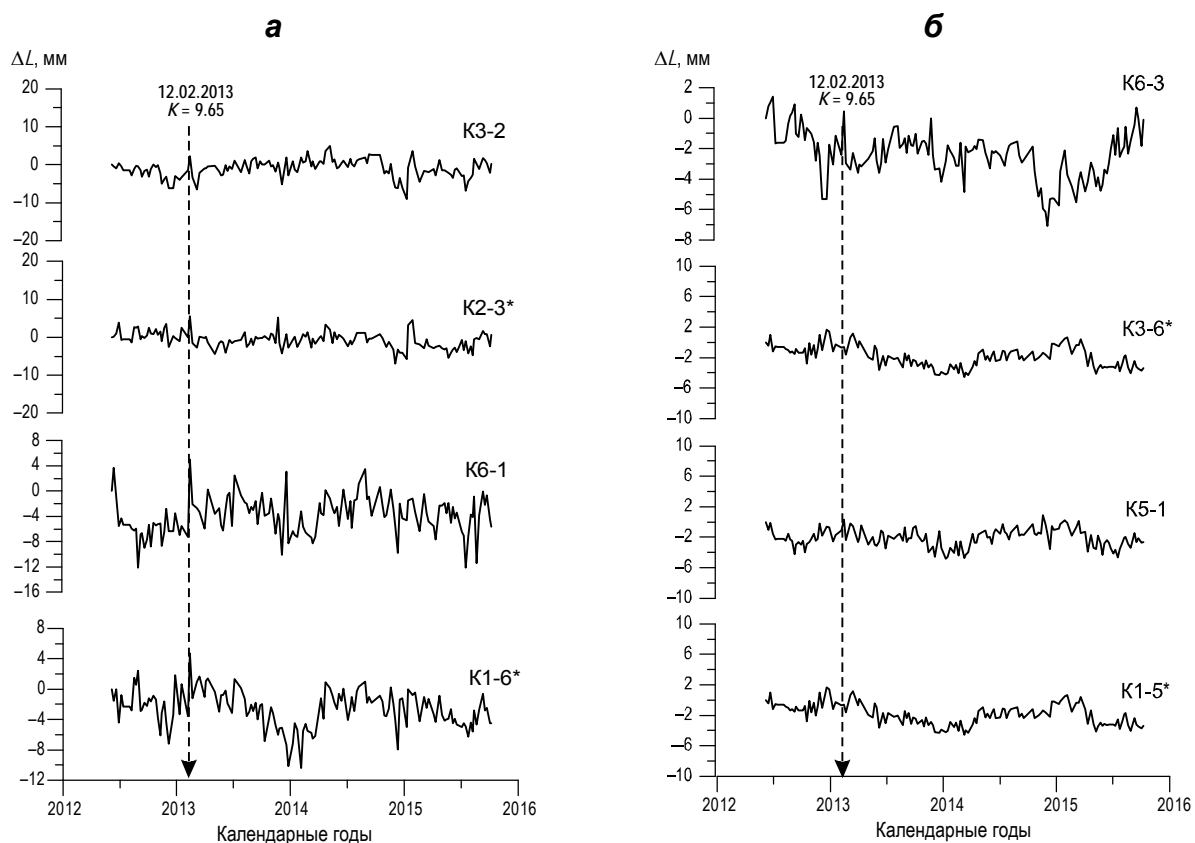 а
ΔL, мм
20
10
0
–10
–20
12.02.2013
K = 9.65
К3-2
20
10
0
–10
–20
К2-3*
8
4
0
–4
–8
–12
–16
К6-1
8
4
0
–4
–8
–12
К1-6*
2012 2013 2014 2015 2016
Календарные годы
б
ΔL, мм
2
0
–2
–4
–6
–8
12.02.2013
K = 9.65
К6-3
10
6
2
–2
–6
–10
К3-6*
10
6
2
–2
–6
–10
К5-1
10
6
2
–2
–6
–10
К1-5*
2012 2013 2014 2015 2016
Календарные годы